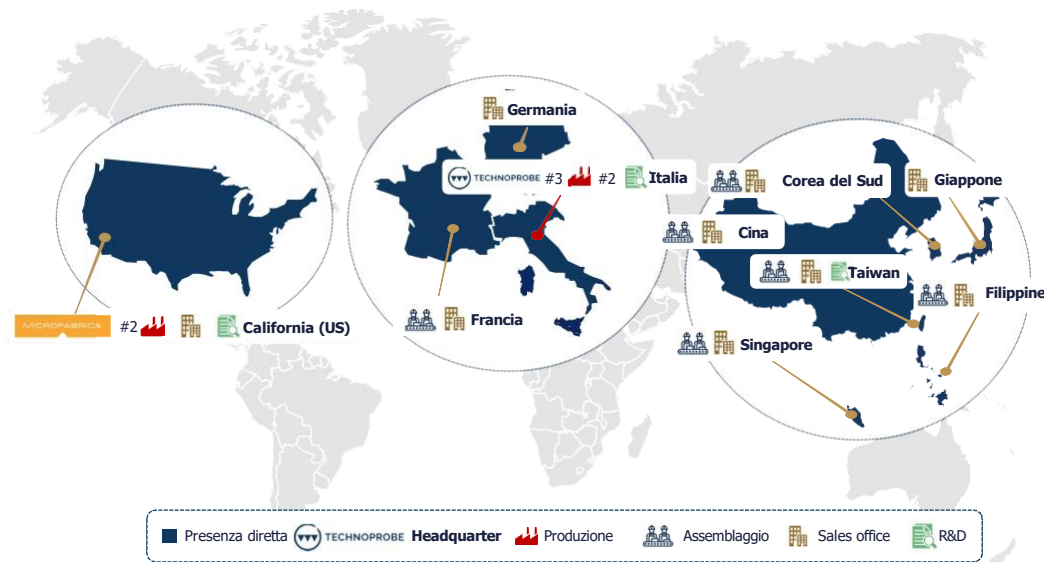 Germania
TECHNOPROBE #3 #2 Italia
Corea del Sud
Giappone
Cina
Taiwan
Filippine
MICROFABRICA #2 California (US)
Francia
Singapore
Presenza diretta TECHNOPROBE Headquarter Produzione Assemblaggio Sales office R&D